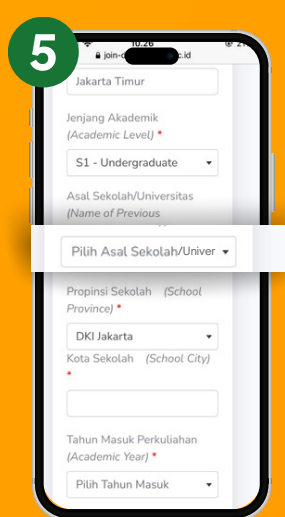 5
10.26
join-
.id
Jakarta Timur
Jenjang Akademik
(Academic Level) *
S1 - Undergraduate
Asal Sekolah/Universitas
(Name of Previous
Pilih Asal Sekolah/Univer
Propinsi Sekolah (School
Province) *
DKI Jakarta
Kota Sekolah (School City)
*
Tahun Masuk Perkuliahan
(Academic Year) *
Pilih Tahun Masuk